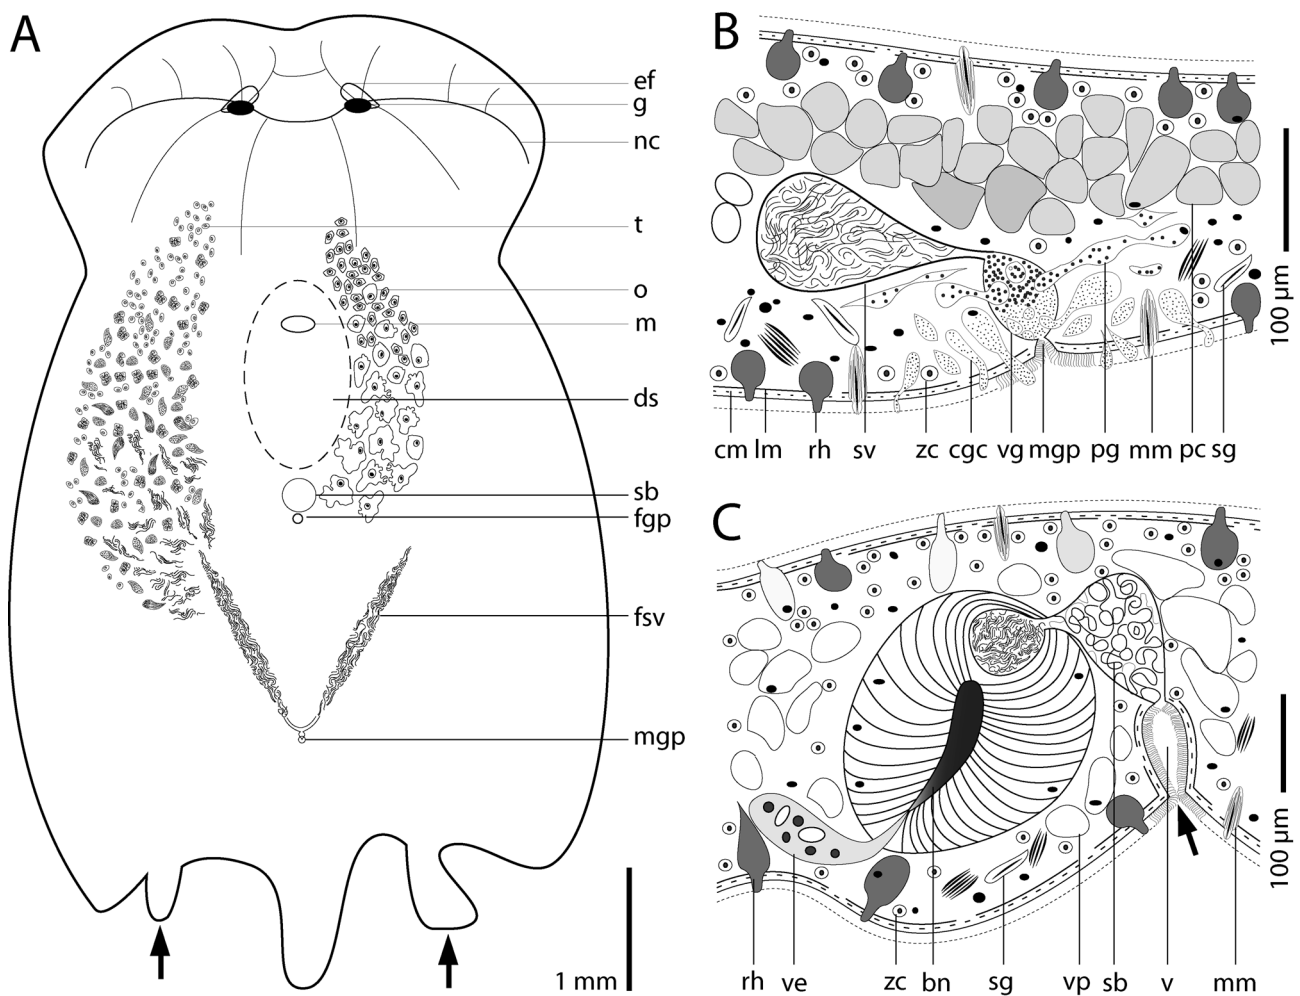 A
ef
g
nc
t
o
m
ds
sb
fgp
fsv
mgp
1 mm
B
100 µm
cm lm rh sv zc cgc vg mgp pg mm pc sg
C
100 µm
rh ve zc bn sg vp sb v mm